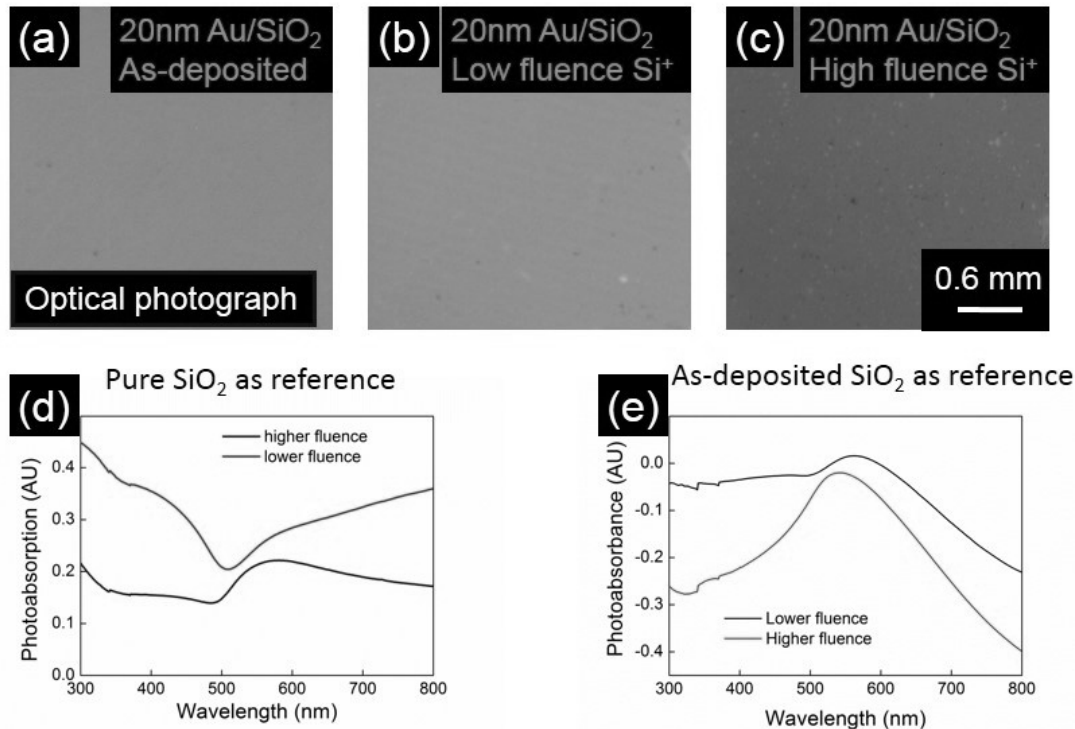 (a)
20nm Au/SiO₂
As-deposited
Optical photograph
(b)
20nm Au/SiO₂
Low fluence Si⁺
(c)
20nm Au/SiO₂
High fluence Si⁺
0.6 mm
(d)
Pure SiO₂ as reference
higher fluence
lower fluence
Photoabsorption (AU)
0.4
0.3
0.2
0.1
0.0
300 400 500 600 700 800
Wavelength (nm)
(e)
As-deposited SiO₂ as reference
Photoabsorbance (AU)
0.0
-0.1
-0.2
-0.3
-0.4
Lower fluence
Higher fluence
300 400 500 600 700 800
Wavelength (nm)